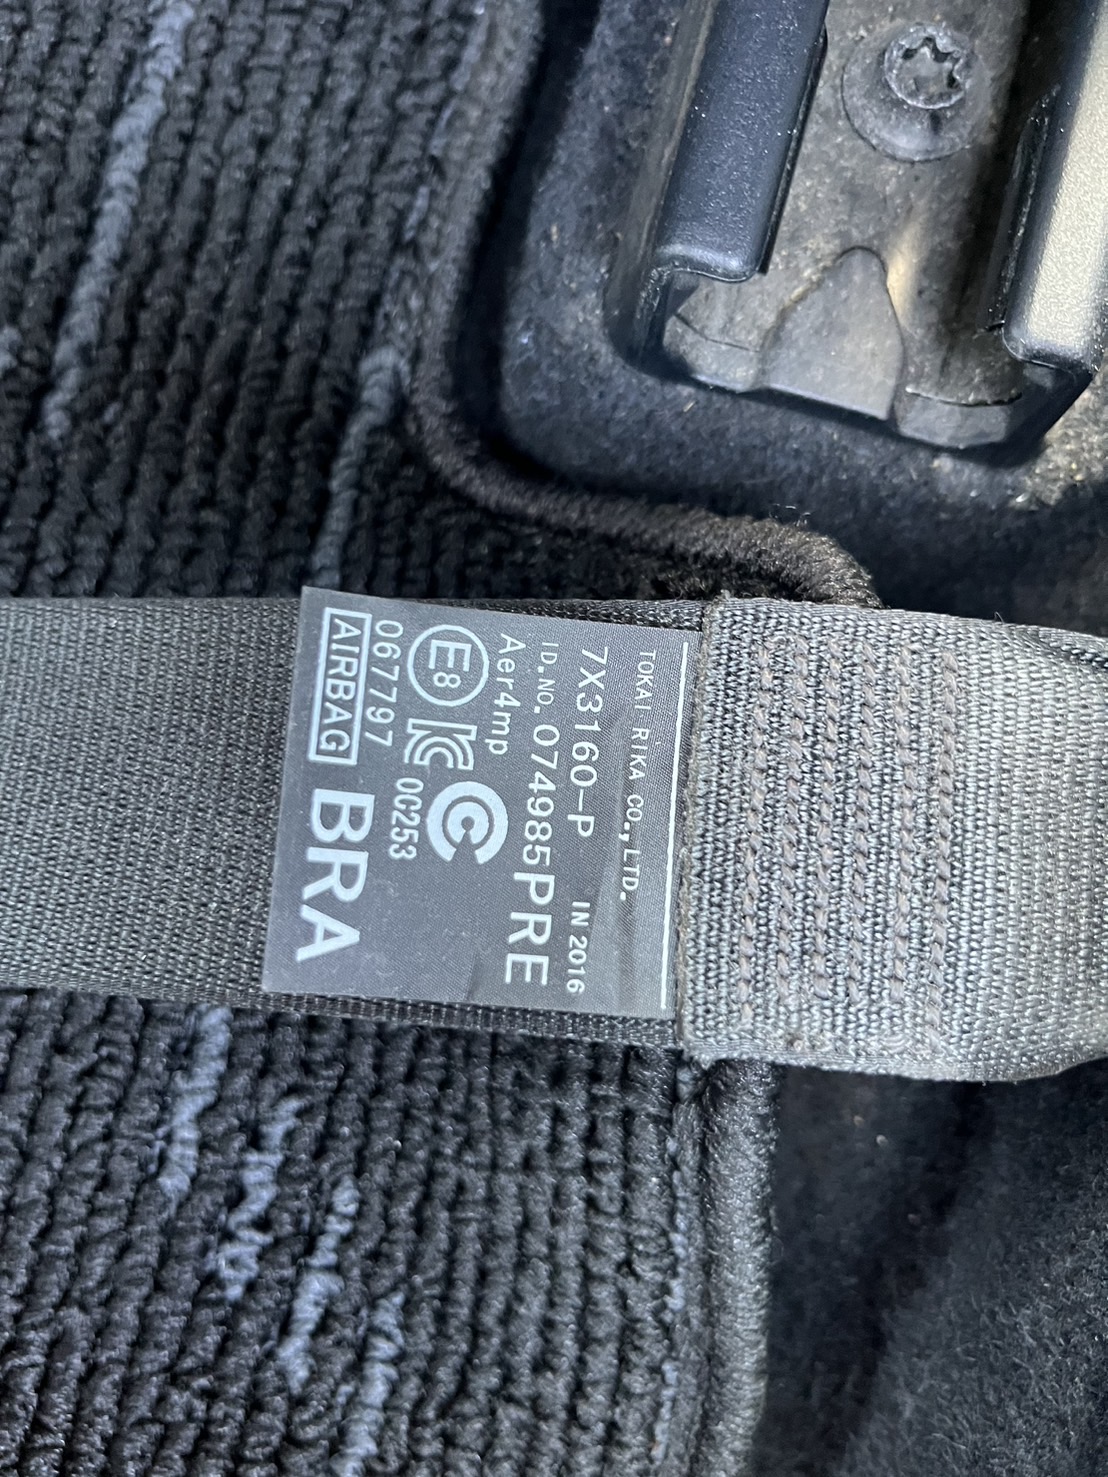 TOKAI RIKA CO.,LTD.
7X3160-P IN 2016
ID.NO. 074985PRE
Aer4mp
E8 0C253
067797
AIRBAG BRA